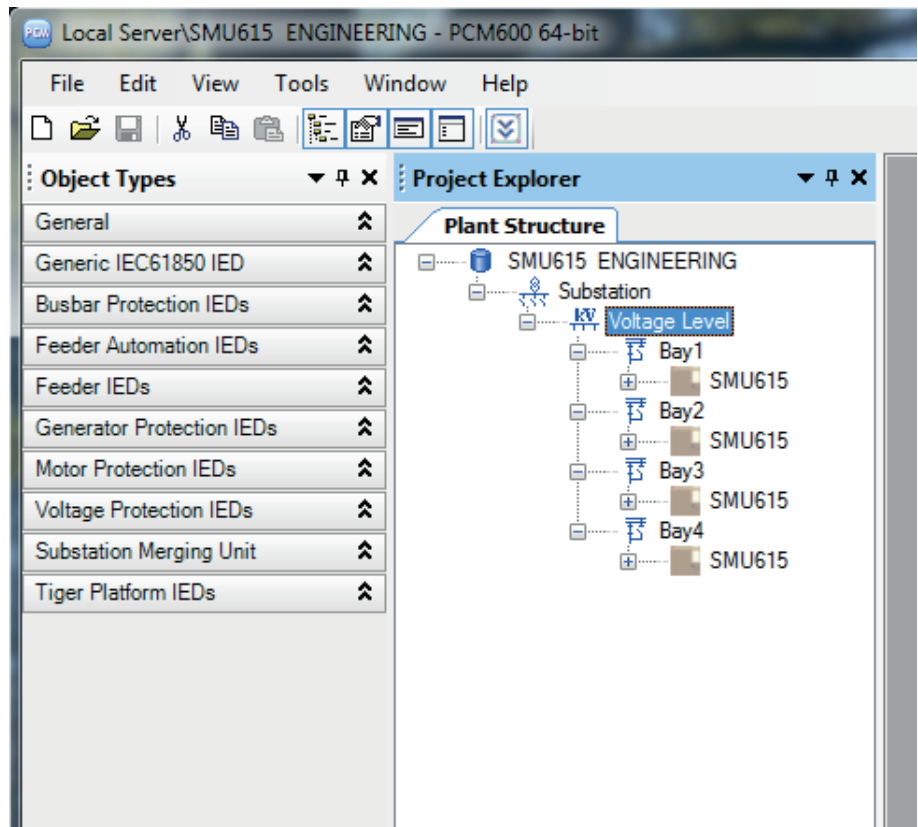 PCM Local Server\SMU615 ENGINEERING - PCM600 64-bit
File Edit View Tools Window Help
Object Types
General
Generic IEC61850 IED
Busbar Protection IEDs
Feeder Automation IEDs
Feeder IEDs
Generator Protection IEDs
Motor Protection IEDs
Voltage Protection IEDs
Substation Merging Unit
Tiger Platform IEDs
Project Explorer
Plant Structure
SMU615 ENGINEERING
Substation
KV Voltage Level
Bay1
SMU615
Bay2
SMU615
Bay3
SMU615
Bay4
SMU615